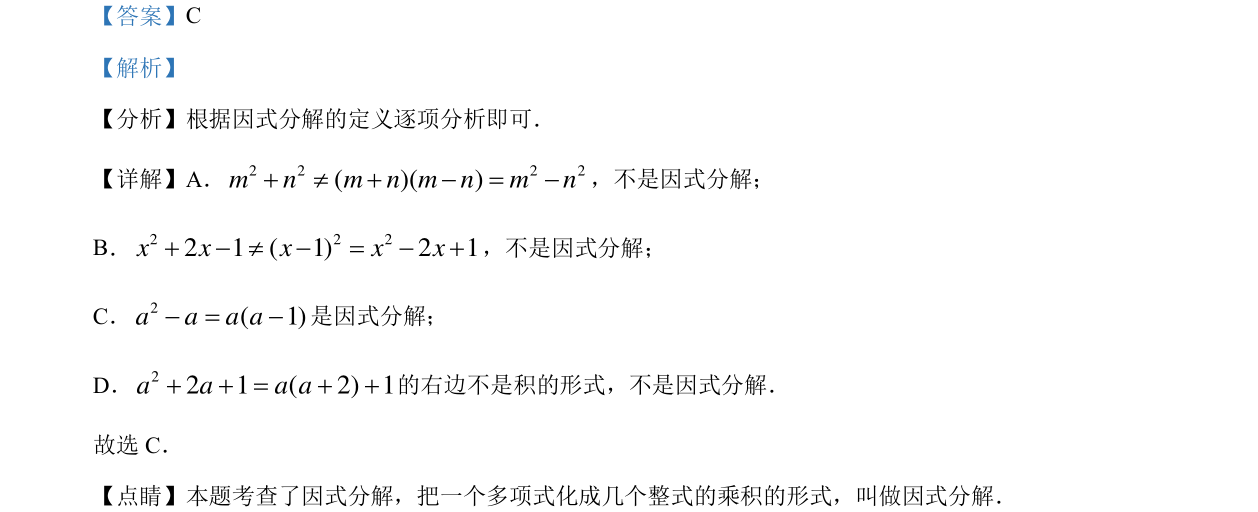 【答案】C
【解析】
【分析】根据因式分解的定义逐项分析即可．
【详解】A． m² + n² ≠ (m + n)(m − n) = m² − n²，不是因式分解；
B． x² + 2x − 1 ≠ (x − 1)² = x² − 2x + 1，不是因式分解；
C． a² − a = a(a − 1)是因式分解；
D． a² + 2a + 1 = a(a + 2) + 1的右边不是积的形式，不是因式分解．
故选 C．
【点睛】本题考查了因式分解，把一个多项式化成几个整式的乘积的形式，叫做因式分解．